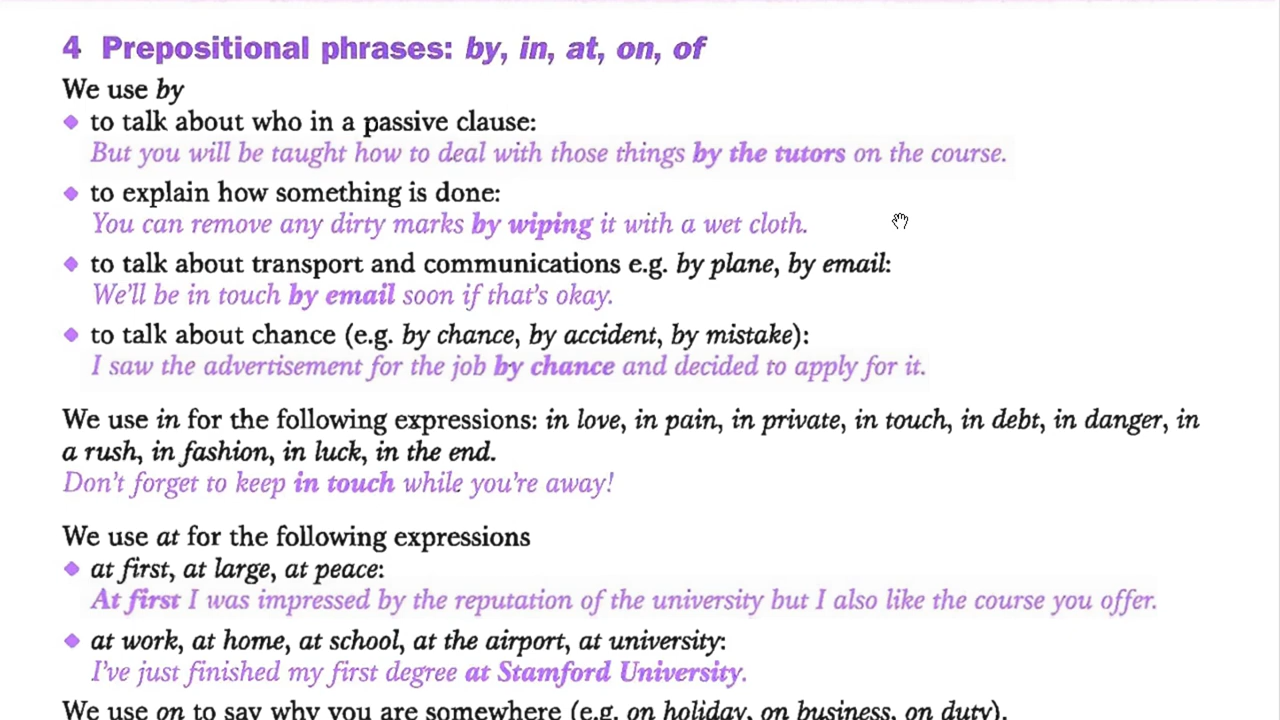 4 Prepositional phrases: by, in, at, on, of
We use by
◆ to talk about who in a passive clause:
But you will be taught how to deal with those things by the tutors on the course.
◆ to explain how something is done:
You can remove any dirty marks by wiping it with a wet cloth.
◆ to talk about transport and communications e.g. by plane, by email:
We'll be in touch by email soon if that's okay.
◆ to talk about chance (e.g. by chance, by accident, by mistake):
I saw the advertisement for the job by chance and decided to apply for it.
We use in for the following expressions: in love, in pain, in private, in touch, in debt, in danger, in
a rush, in fashion, in luck, in the end.
Don't forget to keep in touch while you're away!
We use at for the following expressions
◆ at first, at large, at peace:
At first I was impressed by the reputation of the university but I also like the course you offer.
◆ at work, at home, at school, at the airport, at university:
I've just finished my first degree at Stamford University.
We use on to say why you are somewhere (e.g. on holiday, on business, on duty).